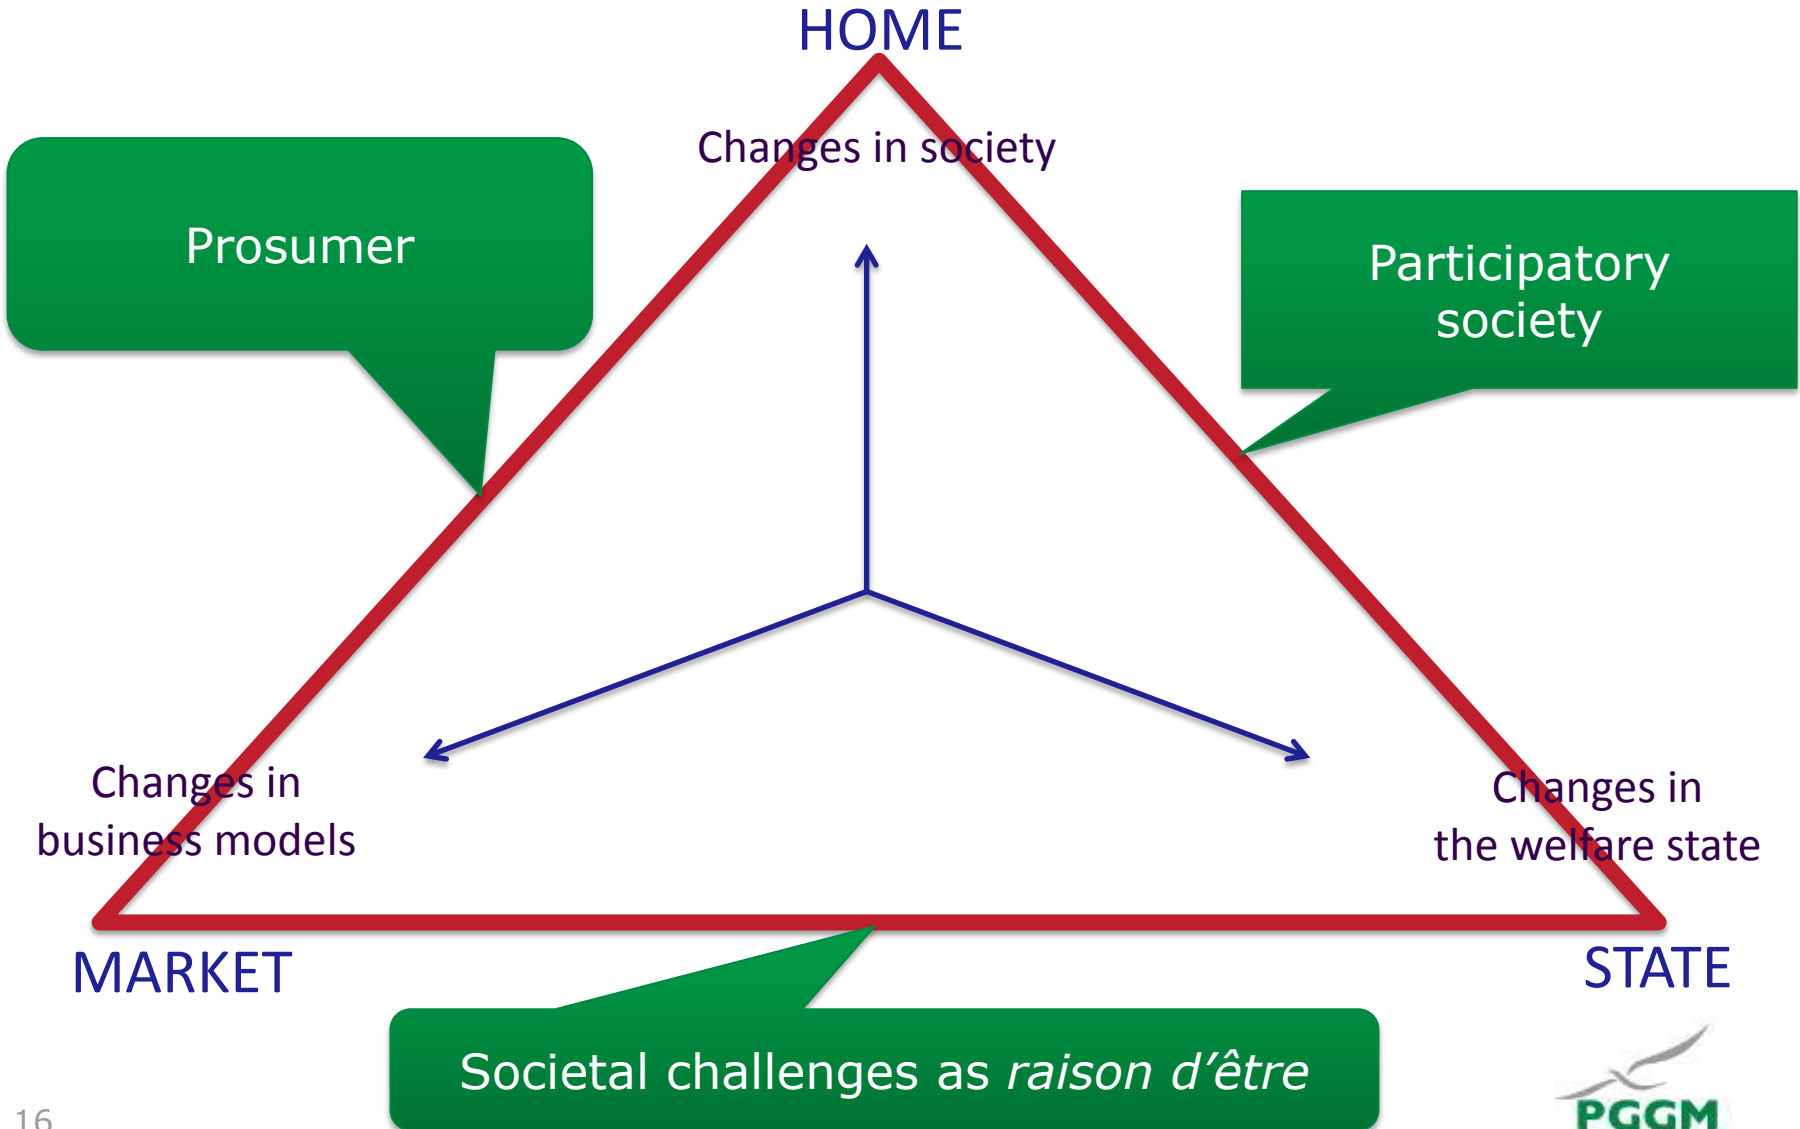 HOME
Changes in society
Prosumer
Participatory
society
Changes in
business models
Changes in
the welfare state
MARKET
STATE
Societal challenges as raison d’être
16
PGGM